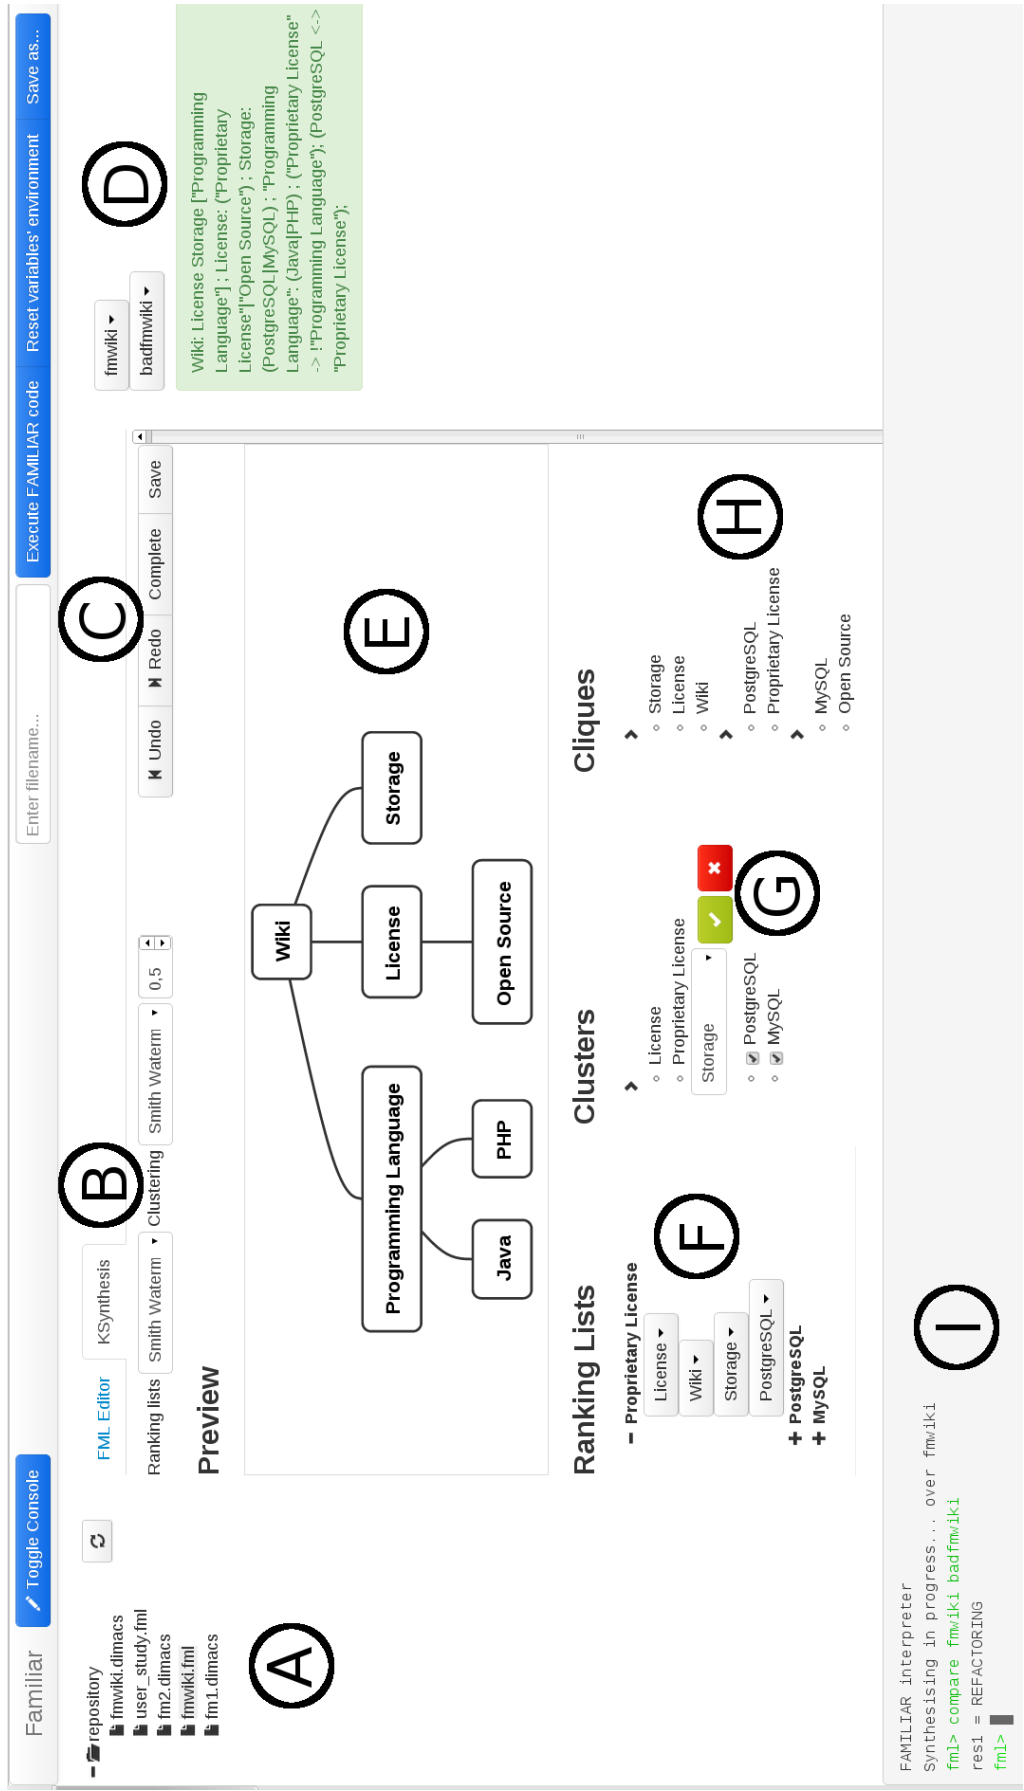 Familiar
Toggle Console
Enter filename...
Execute FAMILIAR code
Reset variables' environment
Save as...
repository
fmwiki.dimacs
user_study.fml
fm2.dimacs
fmwiki.fml
fm1.dimacs
A
FML Editor
KSynthesis
B
C
Ranking lists
Smith Waterm
Clustering
Smith Waterm
0,5
Undo
Redo
Complete
Save
Preview
Wiki
Programming Language
License
Storage
Java
PHP
Open Source
E
Ranking Lists
Proprietary License
License
Wiki
Storage
PostgreSQL
PostgreSQL
MySQL
F
Clusters
License
Proprietary License
Storage
PostgreSQL
MySQL
G
Cliques
Storage
License
Wiki
PostgreSQL
Proprietary License
MySQL
Open Source
H
fmwiki
badfmwiki
D
Wiki: License Storage ["Programming
Language"] ; License: ("Proprietary
License"|"Open Source") ; Storage:
(PostgreSQL|MySQL) ; "Programming
Language": (Java|PHP) ; ("Proprietary License"
-> !"Programming Language"); (PostgreSQL <->
"Proprietary License");
FAMILIAR interpreter
Synthesising in progress... over fmwiki
fml> compare fmwiki badfmwiki
res1 = REFACTORING
fml>
I